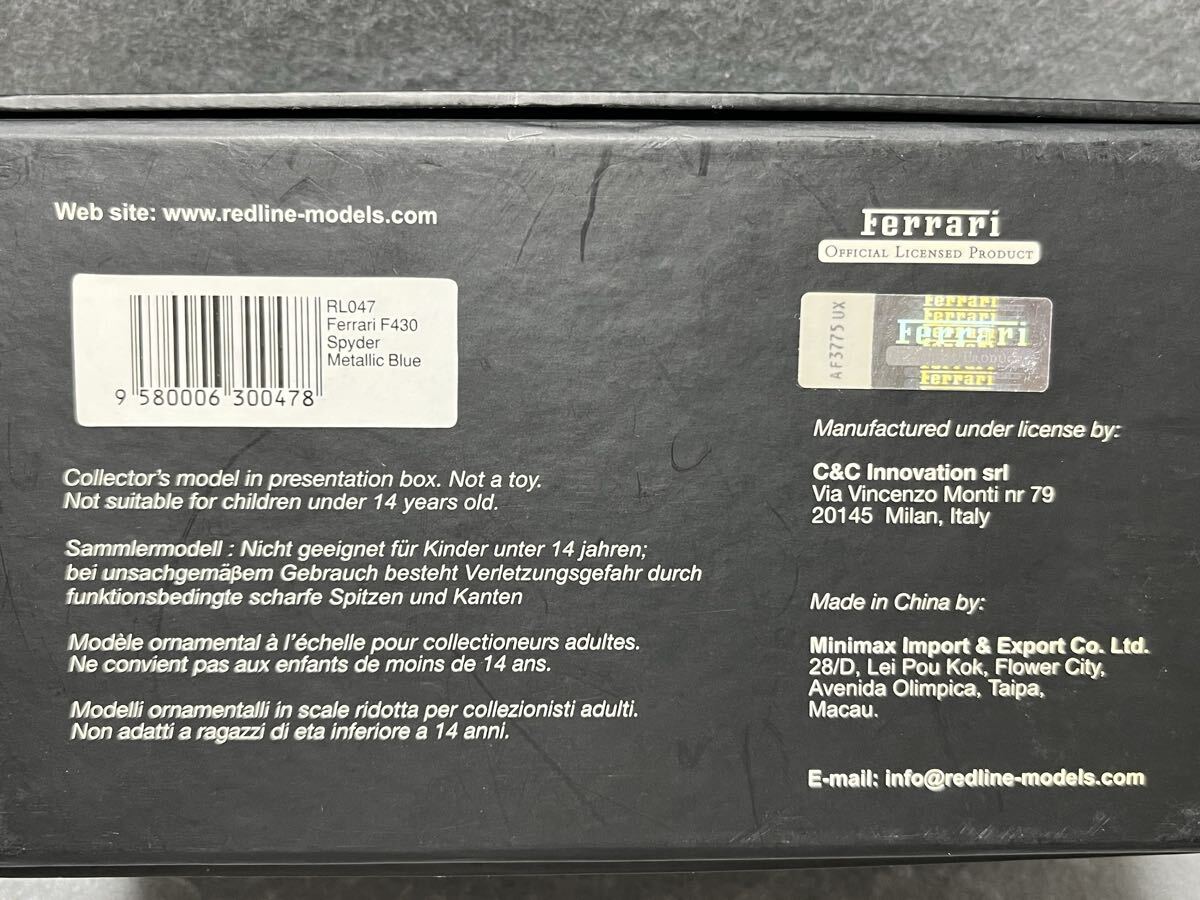 Web site: www.redline-models.com
RL047
Ferrari F430
Spyder
Metallic Blue
9 580006 300478
Collector's model in presentation box. Not a toy.
Not suitable for children under 14 years old.
Sammlermodell : Nicht geeignet für Kinder unter 14 jahren;
bei unsachgemäβem Gebrauch besteht Verletzungsgefahr durch
funktionsbedingte scharfe Spitzen und Kanten
Modèle ornamental à l'échelle pour collectioneurs adultes.
Ne convient pas aux enfants de moins de 14 ans.
Modelli ornamentalli in scale ridotta per collezionisti adulti.
Non adatti a ragazzi di eta inferiore a 14 anni.
Ferrari
OFFICIAL LICENSED PRODUCT
AF3775 UX
Ferrari
Ferrari
Ferrari
Ferrari
Manufactured under license by:
C&C Innovation srl
Via Vincenzo Monti nr 79
20145 Milan, Italy
Made in China by:
Minimax Import & Export Co. Ltd.
28/D, Lei Pou Kok, Flower City,
Avenida Olimpica, Taipa,
Macau.
E-mail: info@redline-models.com